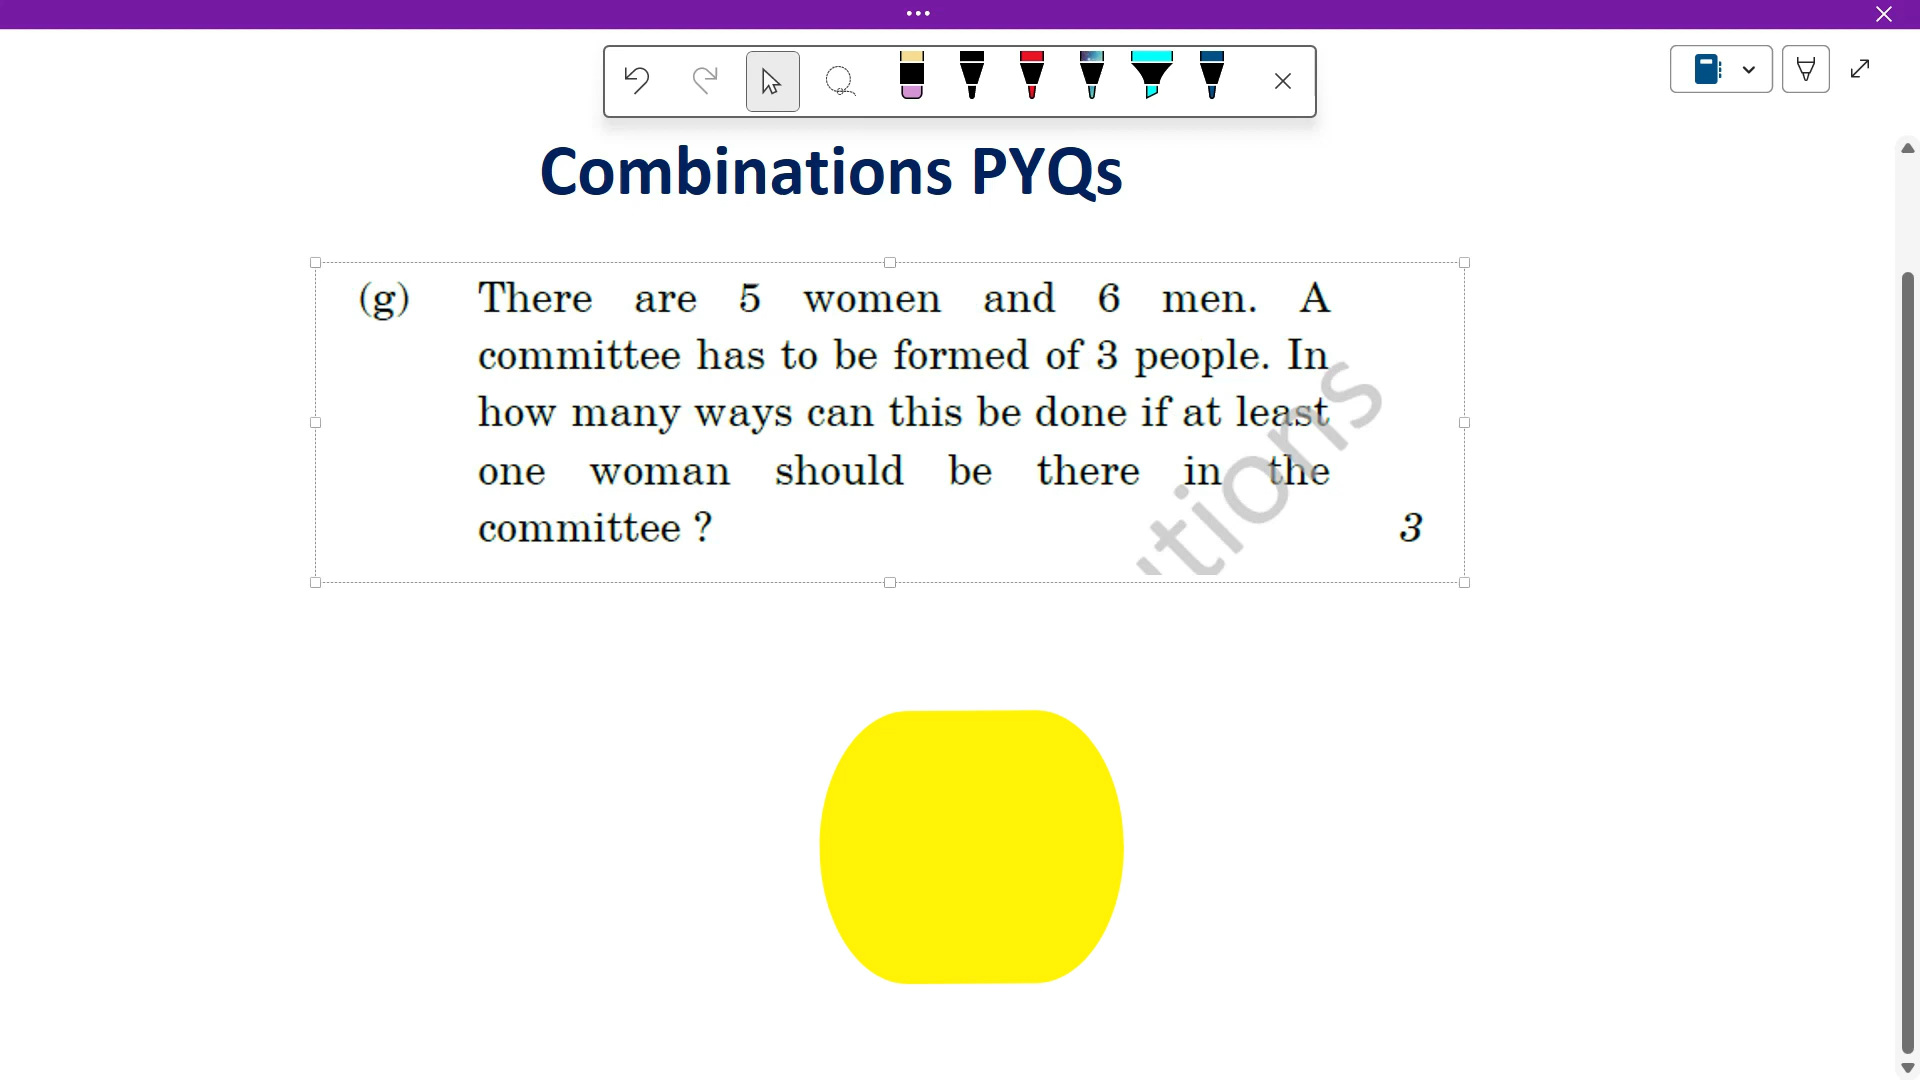 Combinations PYQs
(g) There are 5 women and 6 men. A
committee has to be formed of 3 people. In
how many ways can this be done if at least
one woman should be there in the
committee ? 3
tions